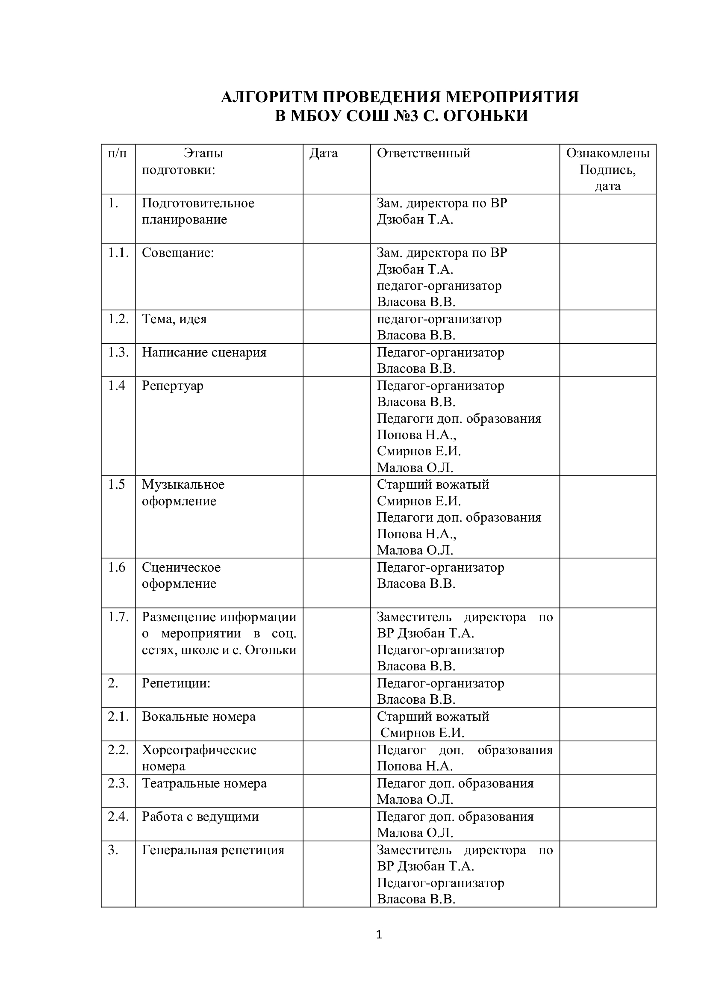 АЛГОРИТМ ПРОВЕДЕНИЯ МЕРОПРИЯТИЯ
В МБОУ СОШ №3 С. ОГОНЬКИ
п/п
Этапы
подготовки:
Дата
Ответственный
Ознакомлены
Подпись,
дата
1.
Подготовительное
планирование
Зам. директора по ВР
Дзюбан Т.А.
1.1.
Совещание:
Зам. директора по ВР
Дзюбан Т.А.
педагог-организатор
Власова В.В.
1.2.
Тема, идея
педагог-организатор
Власова В.В.
1.3.
Написание сценария
Педагог-организатор
Власова В.В.
1.4
Репертуар
Педагог-организатор
Власова В.В.
Педагоги доп. образования
Попова Н.А.,
Смирнов Е.И.
Малова О.Л.
1.5
Музыкальное
оформление
Старший вожатый
Смирнов Е.И.
Педагоги доп. образования
Попова Н.А.,
Малова О.Л.
1.6
Сценическое
оформление
Педагог-организатор
Власова В.В.
1.7.
Размещение информации
о мероприятии в соц.
сетях, школе и с. Огоньки
Заместитель директора по
ВР Дзюбан Т.А.
Педагог-организатор
Власова В.В.
2.
Репетиции:
Педагог-организатор
Власова В.В.
2.1.
Вокальные номера
Старший вожатый
Смирнов Е.И.
2.2.
Хореографические
номера
Педагог доп. образования
Попова Н.А.
2.3.
Театральные номера
Педагог доп. образования
Малова О.Л.
2.4.
Работа с ведущими
Педагог доп. образования
Малова О.Л.
3.
Генеральная репетиция
Заместитель директора по
ВР Дзюбан Т.А.
Педагог-организатор
Власова В.В.
1